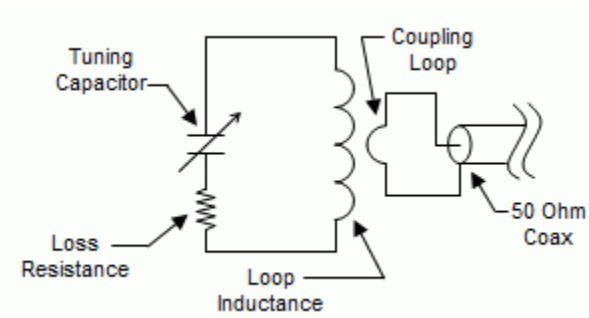 Tuning
Capacitor
Coupling
Loop
50 Ohm
Coax
Loss
Resistance
Loop
Inductance